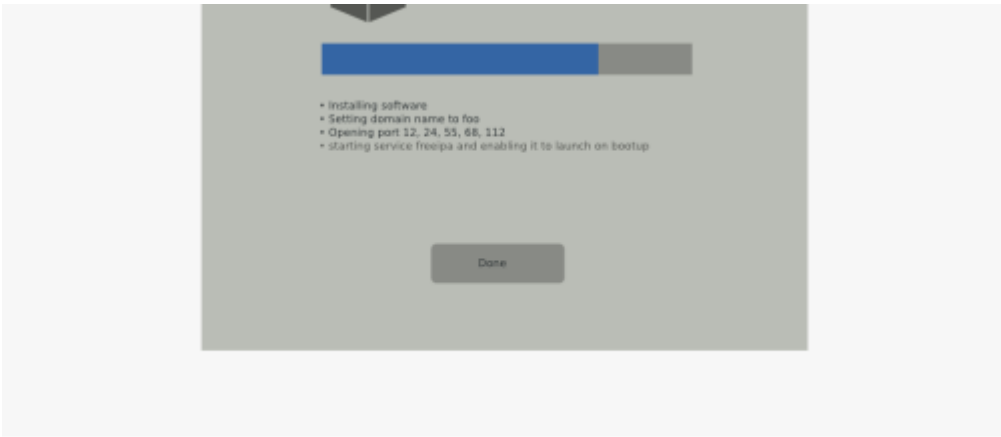 • Installing software
• Setting domain name to foo
• Opening port 12, 24, 55, 68, 112
• starting service freeipa and enabling it to launch on bootup
Done